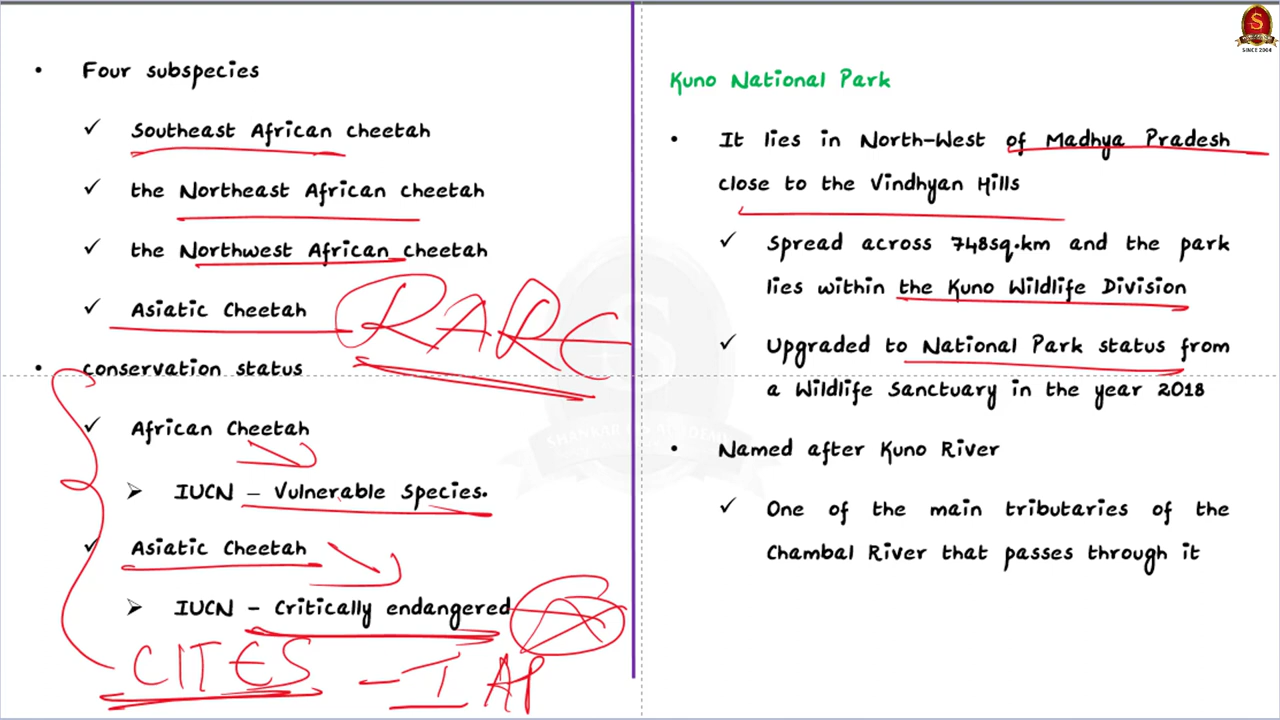 • Four subspecies
✓ Southeast African cheetah
✓ the Northeast African cheetah
✓ the Northwest African cheetah
✓ Asiatic Cheetah
RARE
• conservation status
✓ African Cheetah
➢ IUCN – Vulnerable Species.
✓ Asiatic Cheetah
➢ IUCN – Critically endangered
CITES – I AP
Kuno National Park
• It lies in North-West of Madhya Pradesh
close to the Vindhyan Hills
✓ Spread across 748sq.km and the park
lies within the Kuno Wildlife Division
✓ Upgraded to National Park status from
a Wildlife Sanctuary in the year 2018
• Named after Kuno River
✓ One of the main tributaries of the
Chambal River that passes through it
S
SINCE 2004